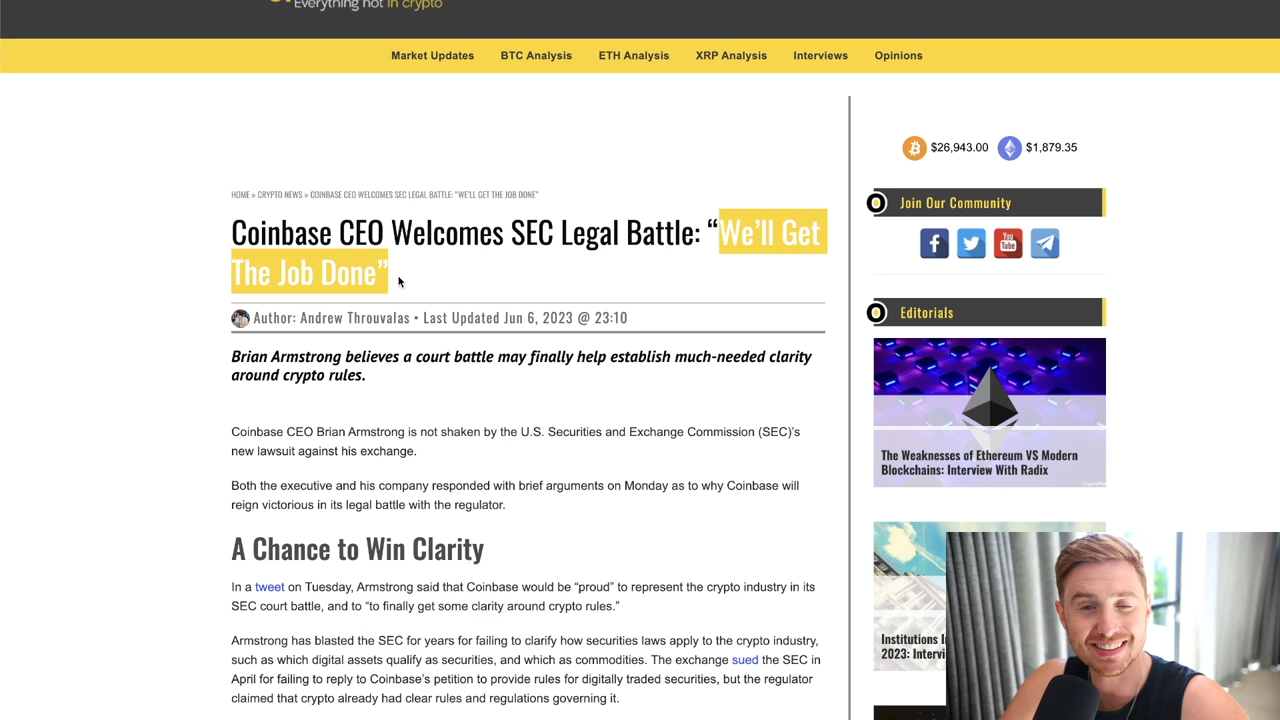 Everything not in crypto
Market Updates BTC Analysis ETH Analysis XRP Analysis Interviews Opinions
$26,943.00 $1,879.35
HOME » CRYPTO NEWS » COINBASE CEO WELCOMES SEC LEGAL BATTLE: “WE’LL GET THE JOB DONE”
Coinbase CEO Welcomes SEC Legal Battle: “We’ll Get
The Job Done”
Author: Andrew Throuvalas • Last Updated Jun 6, 2023 @ 23:10
Brian Armstrong believes a court battle may finally help establish much-needed clarity
around crypto rules.
Coinbase CEO Brian Armstrong is not shaken by the U.S. Securities and Exchange Commission (SEC)’s
new lawsuit against his exchange.
Both the executive and his company responded with brief arguments on Monday as to why Coinbase will
reign victorious in its legal battle with the regulator.
A Chance to Win Clarity
In a tweet on Tuesday, Armstrong said that Coinbase would be “proud” to represent the crypto industry in its
SEC court battle, and to “to finally get some clarity around crypto rules.”
Armstrong has blasted the SEC for years for failing to clarify how securities laws apply to the crypto industry,
such as which digital assets qualify as securities, and which as commodities. The exchange sued the SEC in
April for failing to reply to Coinbase’s petition to provide rules for digitally traded securities, but the regulator
claimed that crypto already had clear rules and regulations governing it.
Join Our Community
You
Tube
Editorials
The Weaknesses of Ethereum VS Modern
Blockchains: Interview With Radix
Institutions
2023: